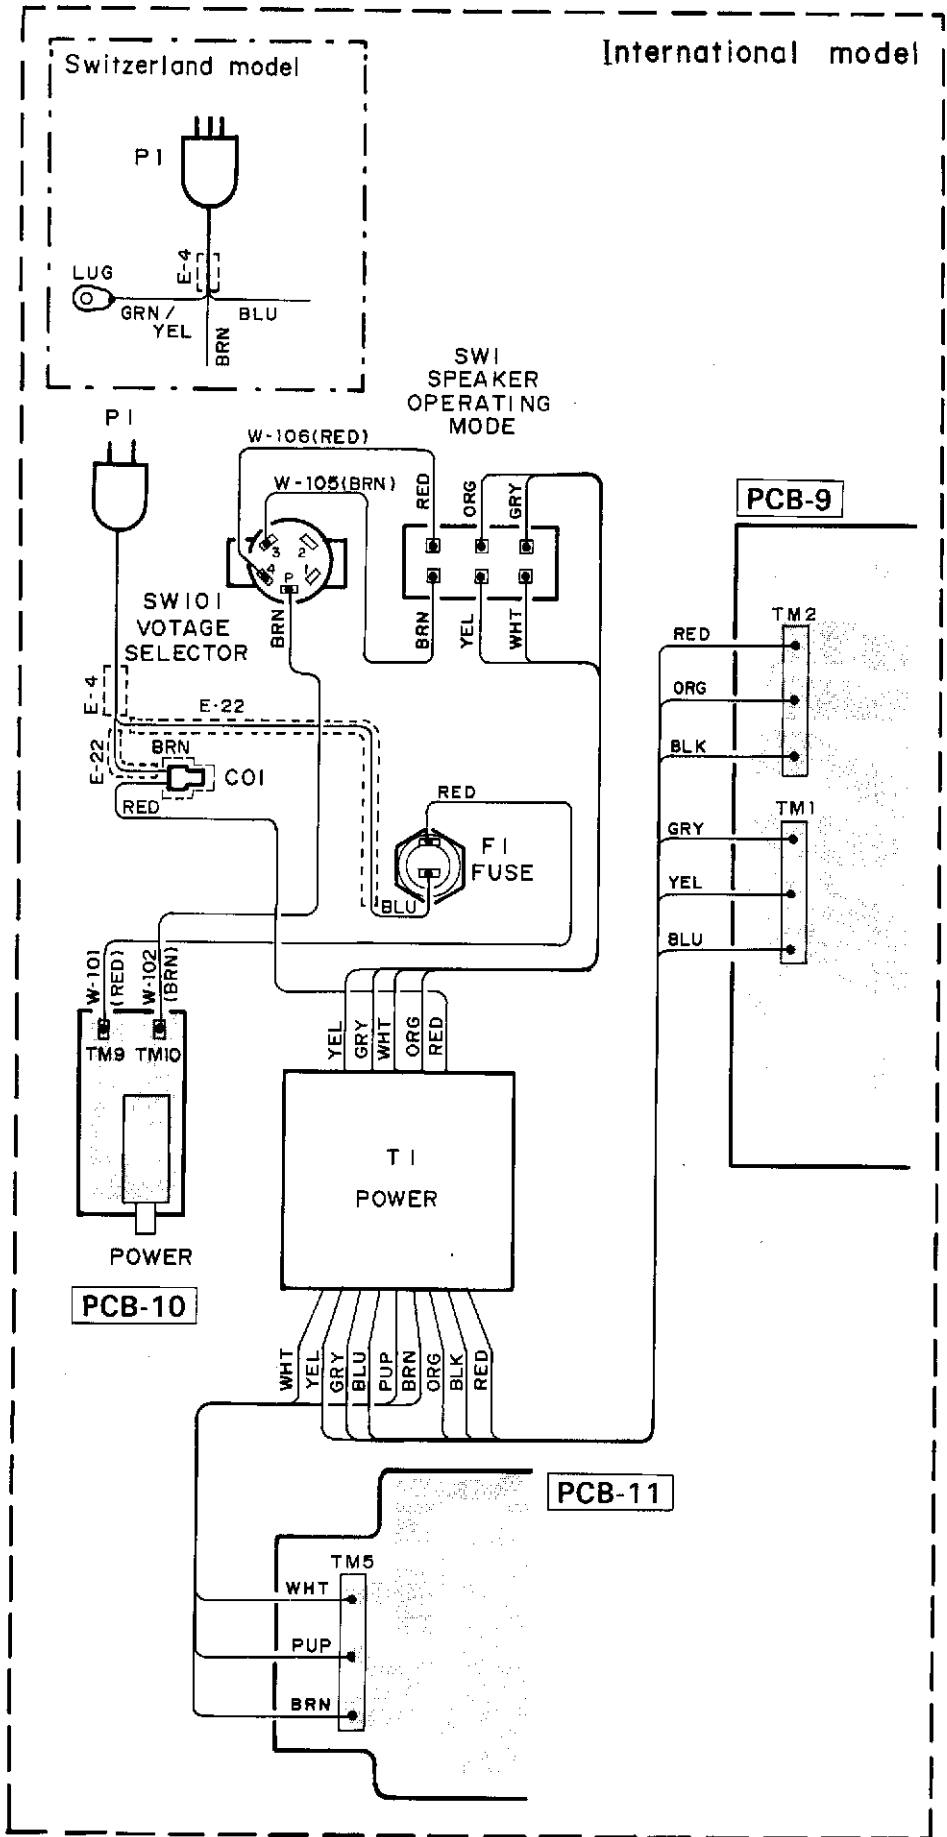 International model
Switzerland model
P1
E-4
LUG
GRN/
YEL
BLU
BRN
SW1
SPEAKER
OPERATING
MODE
P1
W-106(RED)
W-105(BRN)
RED
ORG
GRY
PCB-9
3
2
4
P
1
SW101
VOTAGE
SELECTOR
BRN
BRN
YEL
WHT
TM2
RED
E-4
E-22
ORG
E-22
BRN
BLK
CO1
RED
RED
TM1
GRY
F1
FUSE
YEL
BLU
BLU
W-101
(RED)
W-102
(BRN)
YEL
GRY
WHT
ORG
RED
TM9
TM10
T1
POWER
POWER
PCB-10
WHT
YEL
GRY
BLU
PUP
BRN
ORG
BLK
RED
PCB-11
TM5
WHT
PUP
BRN